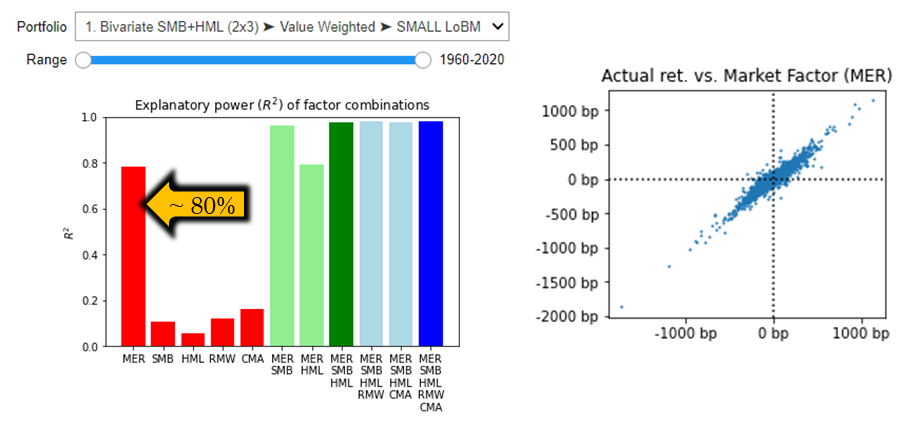 Portfolio 1. Bivariate SMB+HML (2x3) ➤ Value Weighted ➤ SMALL LoBM
Range 1960-2020
Explanatory power (R²) of factor combinations
1.0
0.8
0.6
0.4
0.2
0.0
R²
~ 80%
MER SMB HML RMW CMA MER MER MER MER MER MER
SMB HML SMB SMB SMB SMB
HML HML HML HML
RMW CMA RMW
CMA
Actual ret. vs. Market Factor (MER)
1000 bp
500 bp
0 bp
-500 bp
-1000 bp
-1500 bp
-2000 bp
-1000 bp 0 bp 1000 bp